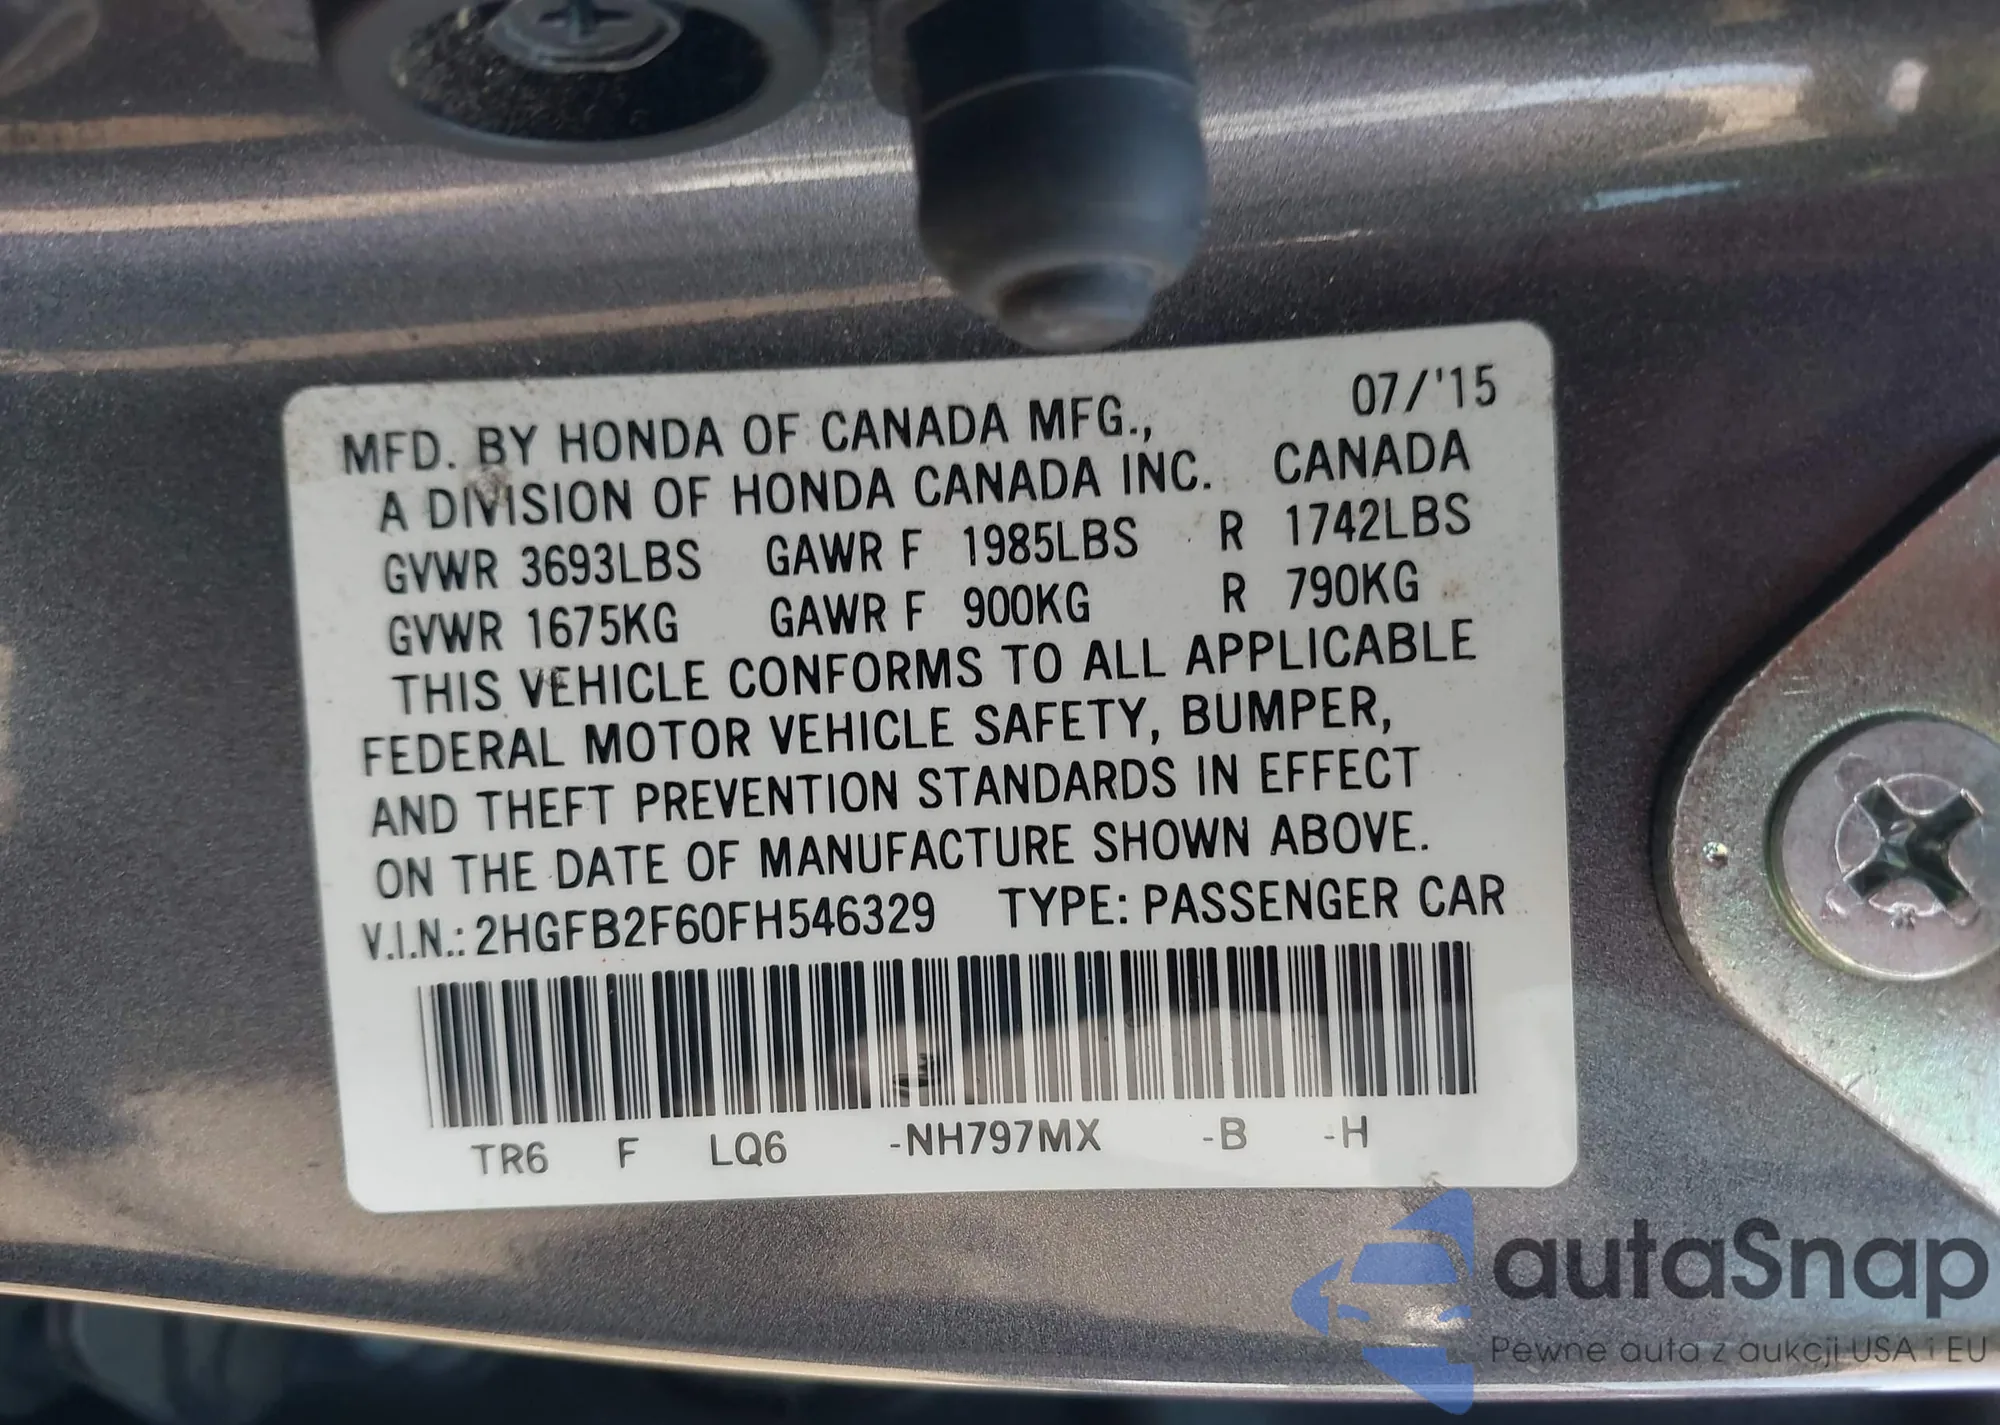 07/'15
MFD. BY HONDA OF CANADA MFG.,
A DIVISION OF HONDA CANADA INC. CANADA
GVWR 3693LBS GAWR F 1985LBS R 1742LBS
GVWR 1675KG GAWR F 900KG R 790KG
THIS VEHICLE CONFORMS TO ALL APPLICABLE
FEDERAL MOTOR VEHICLE SAFETY, BUMPER,
AND THEFT PREVENTION STANDARDS IN EFFECT
ON THE DATE OF MANUFACTURE SHOWN ABOVE.
V.I.N.: 2HGFB2F60FH546329 TYPE: PASSENGER CAR
TR6 F LQ6 -NH797MX -B -H
autaSnap
Pewne auta z aukcji USA i EU